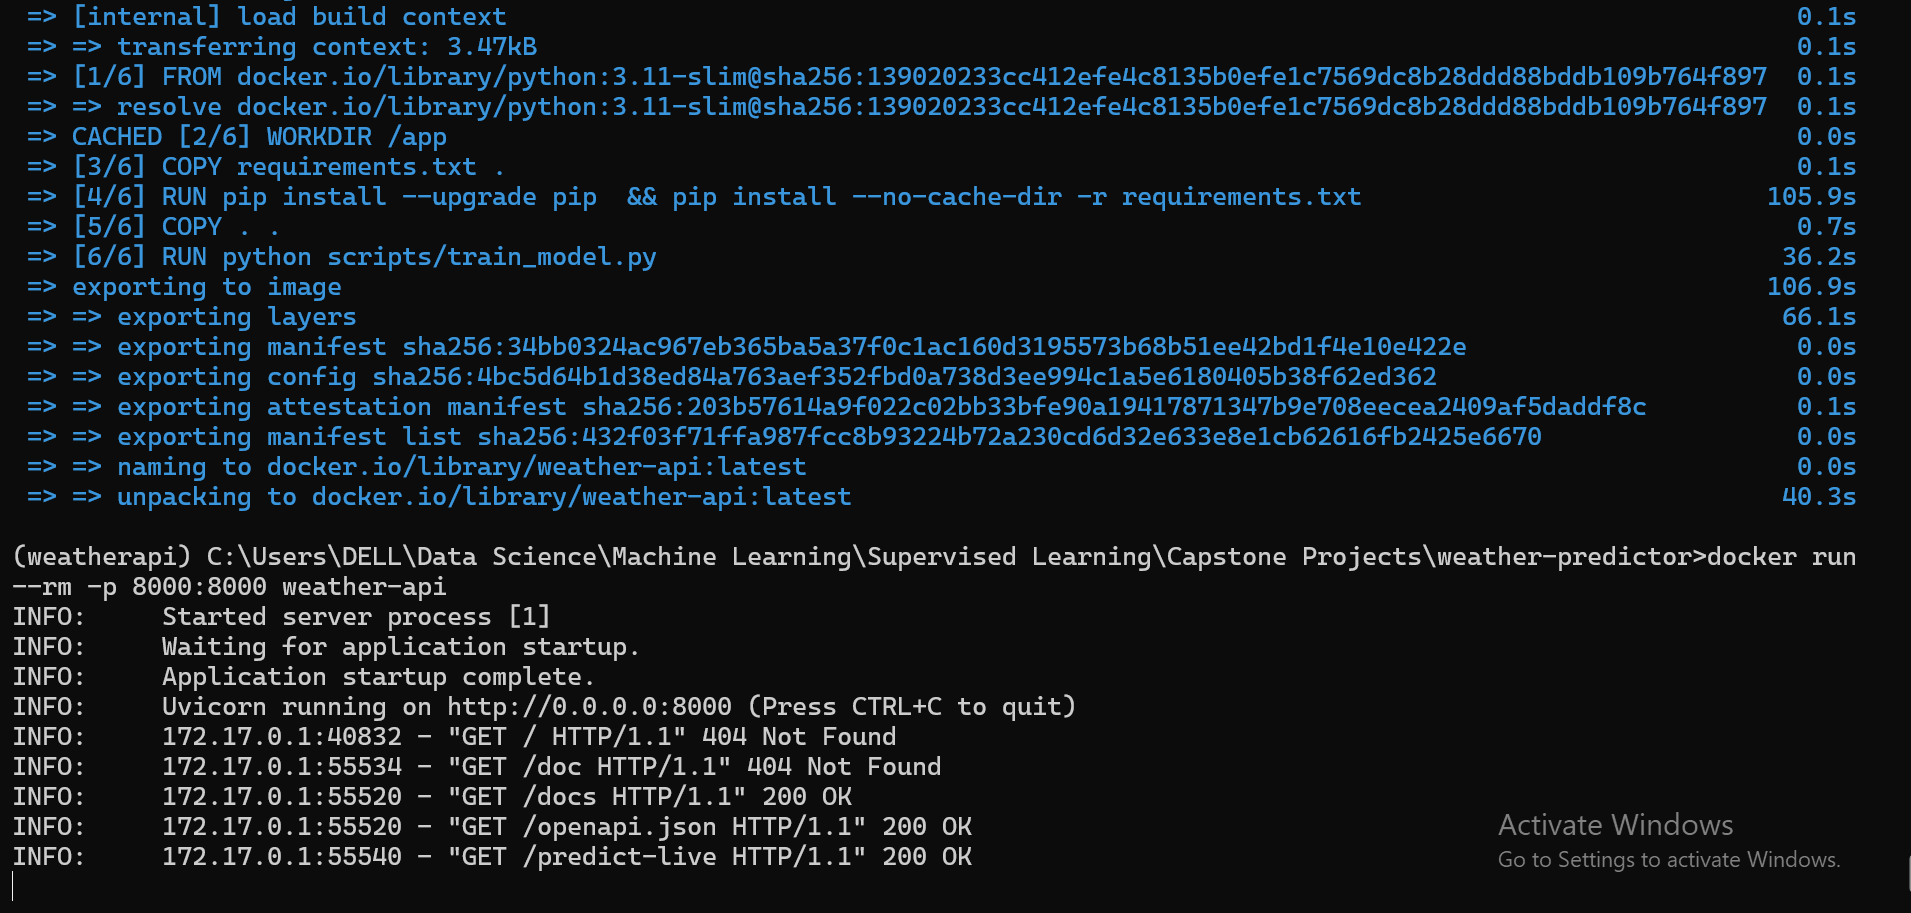 => [internal] load build context 0.1s
=> => transferring context: 3.47kB 0.1s
=> [1/6] FROM docker.io/library/python:3.11-slim@sha256:139020233cc412efe4c8135b0efe1c7569dc8b28ddd88bddb109b764f897 0.1s
=> => resolve docker.io/library/python:3.11-slim@sha256:139020233cc412efe4c8135b0efe1c7569dc8b28ddd88bddb109b764f897 0.1s
=> CACHED [2/6] WORKDIR /app 0.0s
=> [3/6] COPY requirements.txt . 0.1s
=> [4/6] RUN pip install --upgrade pip  && pip install --no-cache-dir -r requirements.txt 105.9s
=> [5/6] COPY . . 0.7s
=> [6/6] RUN python scripts/train_model.py 36.2s
=> exporting to image 106.9s
=> => exporting layers 66.1s
=> => exporting manifest sha256:34bb0324ac967eb365ba5a37f0c1ac160d3195573b68b51ee42bd1f4e10e422e 0.0s
=> => exporting config sha256:4bc5d64b1d38ed84a763aef352fbd0a738d3ee994c1a5e6180405b38f62ed362 0.0s
=> => exporting attestation manifest sha256:203b57614a9f022c02bb33bfe90a19417871347b9e708eecea2409af5daddf8c 0.1s
=> => exporting manifest list sha256:432f03f71ffa987fcc8b93224b72a230cd6d32e633e8e1cb62616fb2425e6670 0.0s
=> => naming to docker.io/library/weather-api:latest 0.0s
=> => unpacking to docker.io/library/weather-api:latest 40.3s
(weatherapi) C:\Users\DELL\Data Science\Machine Learning\Supervised Learning\Capstone Projects\weather-predictor>docker run
--rm -p 8000:8000 weather-api
INFO:     Started server process [1]
INFO:     Waiting for application startup.
INFO:     Application startup complete.
INFO:     Uvicorn running on http://0.0.0.0:8000 (Press CTRL+C to quit)
INFO:     172.17.0.1:40832 - "GET / HTTP/1.1" 404 Not Found
INFO:     172.17.0.1:55534 - "GET /doc HTTP/1.1" 404 Not Found
INFO:     172.17.0.1:55520 - "GET /docs HTTP/1.1" 200 OK
INFO:     172.17.0.1:55520 - "GET /openapi.json HTTP/1.1" 200 OK
INFO:     172.17.0.1:55540 - "GET /predict-live HTTP/1.1" 200 OK
Activate Windows
Go to Settings to activate Windows.